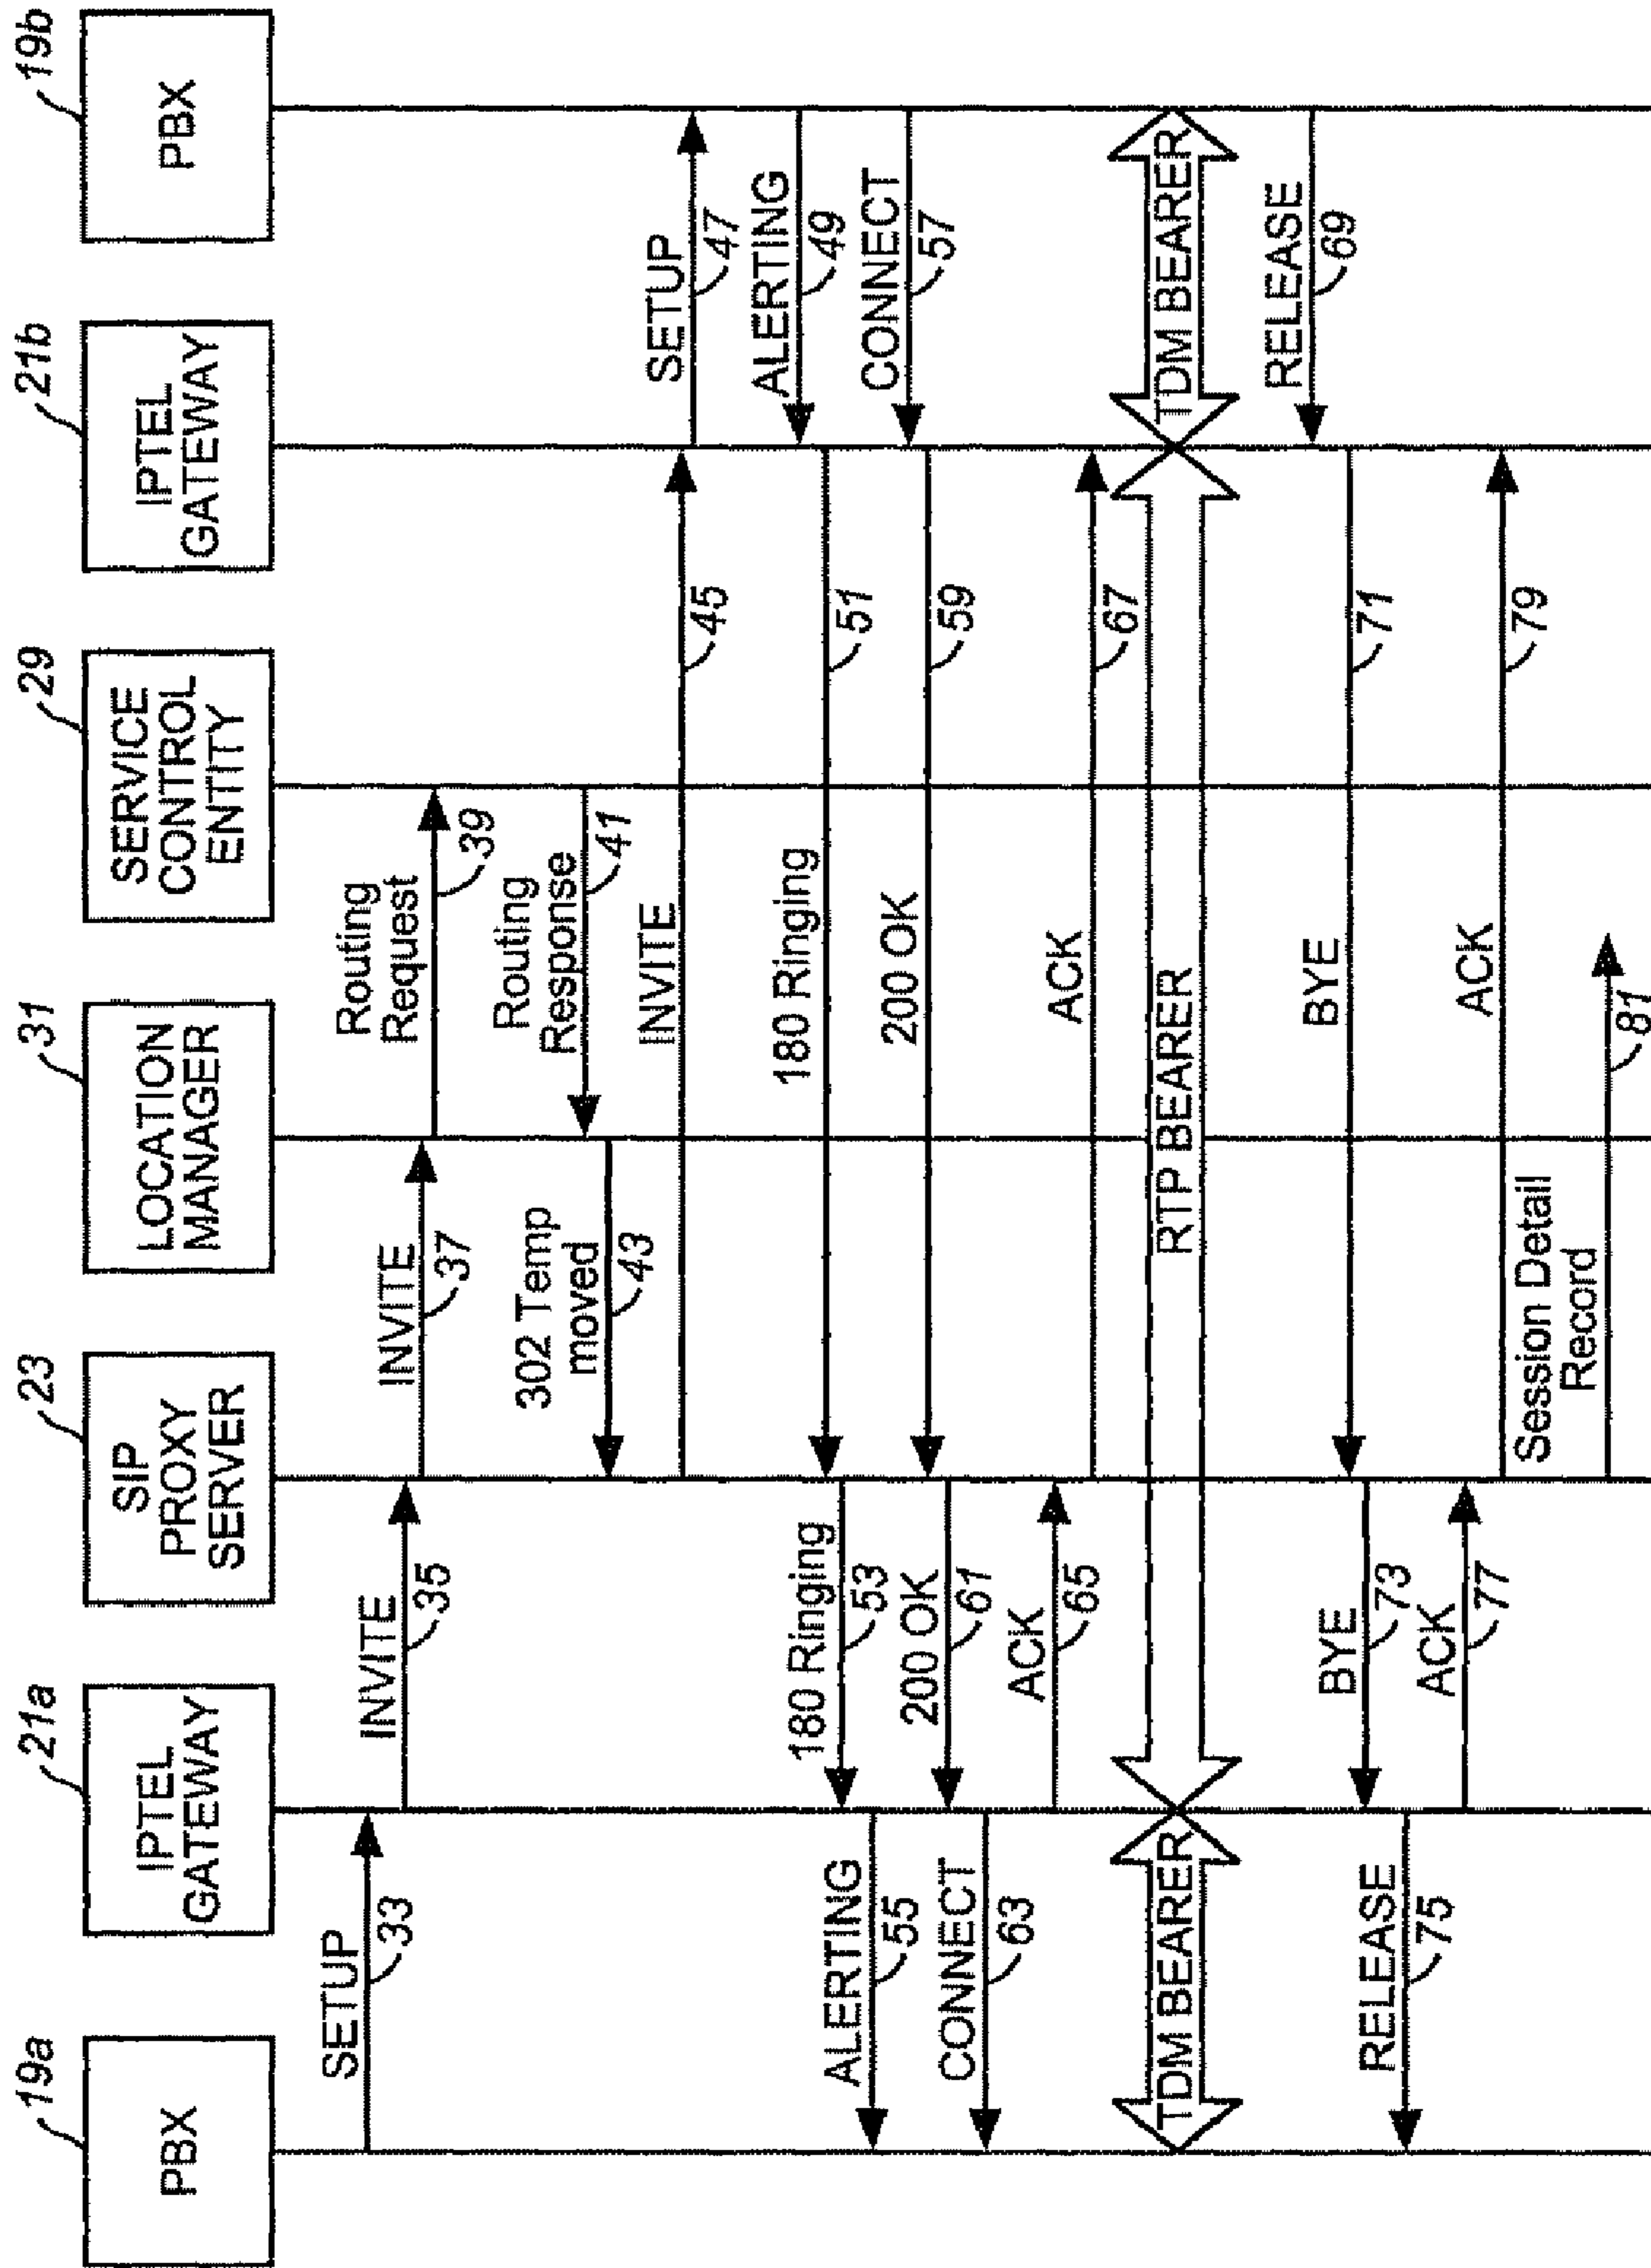 19a
PBX
21a
IPTEL
GATEWAY
23
SIP
PROXY
SERVER
31
LOCATION
MANAGER
29
SERVICE
CONTROL
ENTITY
21b
IPTEL
GATEWAY
19b
PBX
SETUP
33
INVITE
35
INVITE
37
Routing
Request
39
Routing
Response
41
302 Temp
moved
43
INVITE
45
SETUP
47
ALERTING
49
180 Ringing
51
180 Ringing
53
ALERTING
55
CONNECT
57
200 OK
59
200 OK
61
CONNECT
63
ACK
65
ACK
67
TDM BEARER
RTP BEARER
TDM BEARER
RELEASE
69
BYE
71
BYE
73
RELEASE
75
ACK
77
ACK
79
Session Detail
Record
81